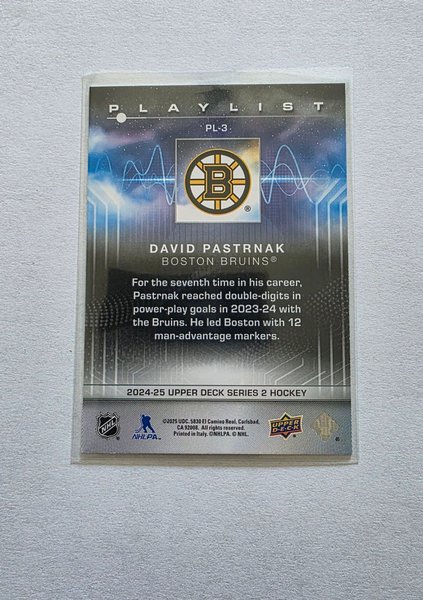 PLAYLIST
PL-3
B
®
DAVID PASTRNAK
BOSTON BRUINS®
For the seventh time in his career,
Pastrnak reached double-digits in
power-play goals in 2023-24 with
the Bruins. He led Boston with 12
man-advantage markers.
2024-25 UPPER DECK SERIES 2 HOCKEY
NHL
NHLPA.
©2025 UDC. 5830 El Camino Real, Carlsbad,
CA 92008. All rights reserved.
Printed in Italy. ©NHLPA. © NHL.
UPPER
DECK